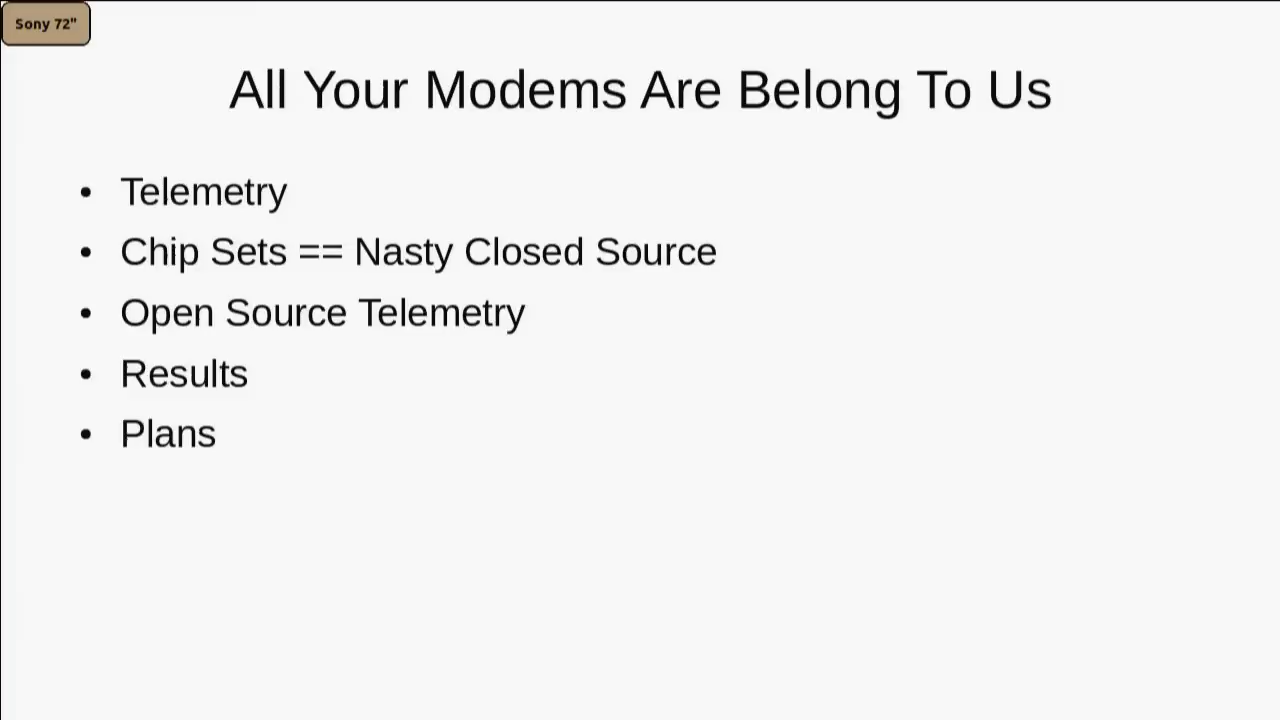 Sony 72"
All Your Modems Are Belong To Us
• Telemetry
• Chip Sets == Nasty Closed Source
• Open Source Telemetry
• Results
• Plans